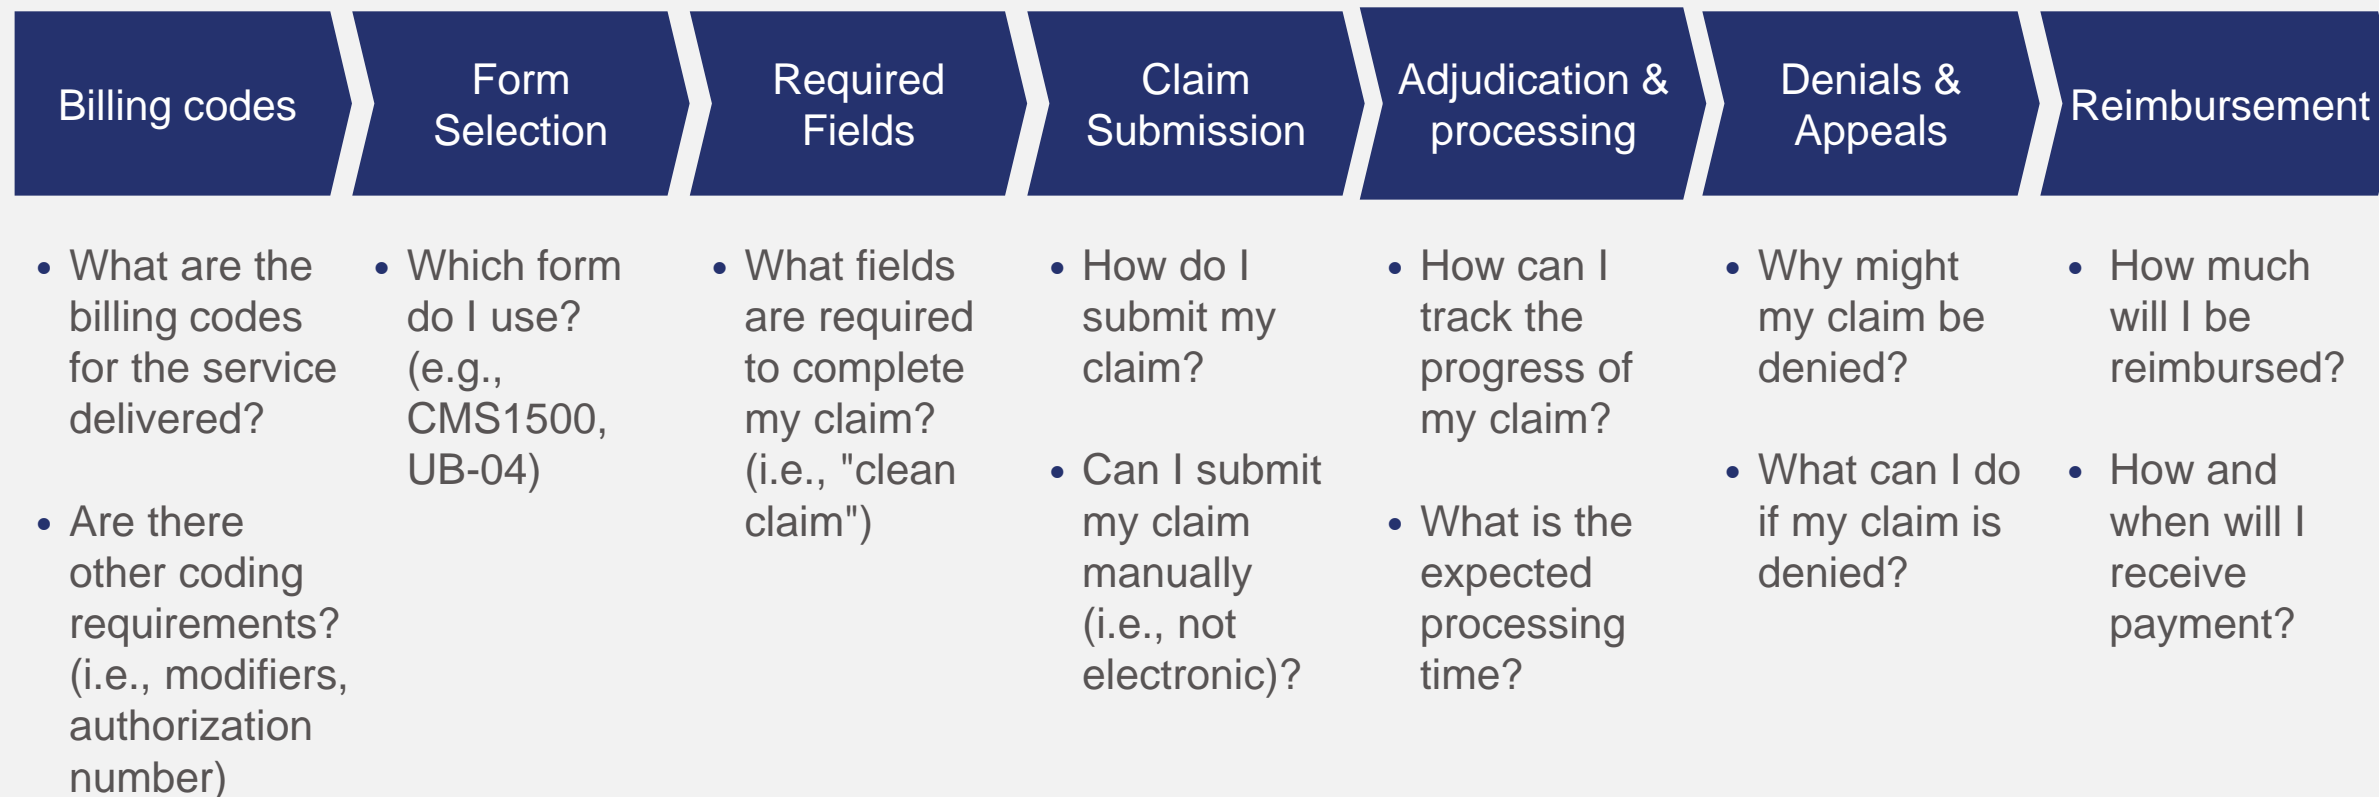 Billing codes
Form
Selection
Required
Fields
Claim
Submission
Adjudication &
processing
Denials &
Appeals
Reimbursement
• What are the
billing codes
for the service
delivered?
• Are there
other coding
requirements?
(i.e., modifiers,
authorization
number)
• Which form
do I use?
(e.g.,
CMS1500,
UB-04)
• What fields
are required
to complete
my claim?
(i.e., "clean
claim")
• How do I
submit my
claim?
• Can I submit
my claim
manually
(i.e., not
electronic)?
• How can I
track the
progress of
my claim?
• What is the
expected
processing
time?
• Why might
my claim be
denied?
• What can I do
if my claim is
denied?
• How much
will I be
reimbursed?
• How and
when will I
receive
payment?